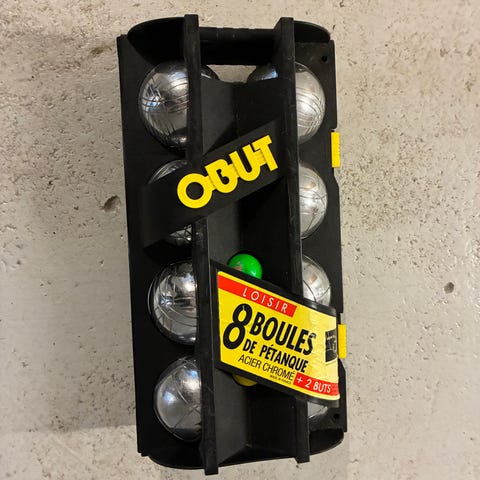 OBUT
LOISIR
8 BOULES
DE PÉTANQUE
ACIER CHROMÉ
+ 2 BUTS